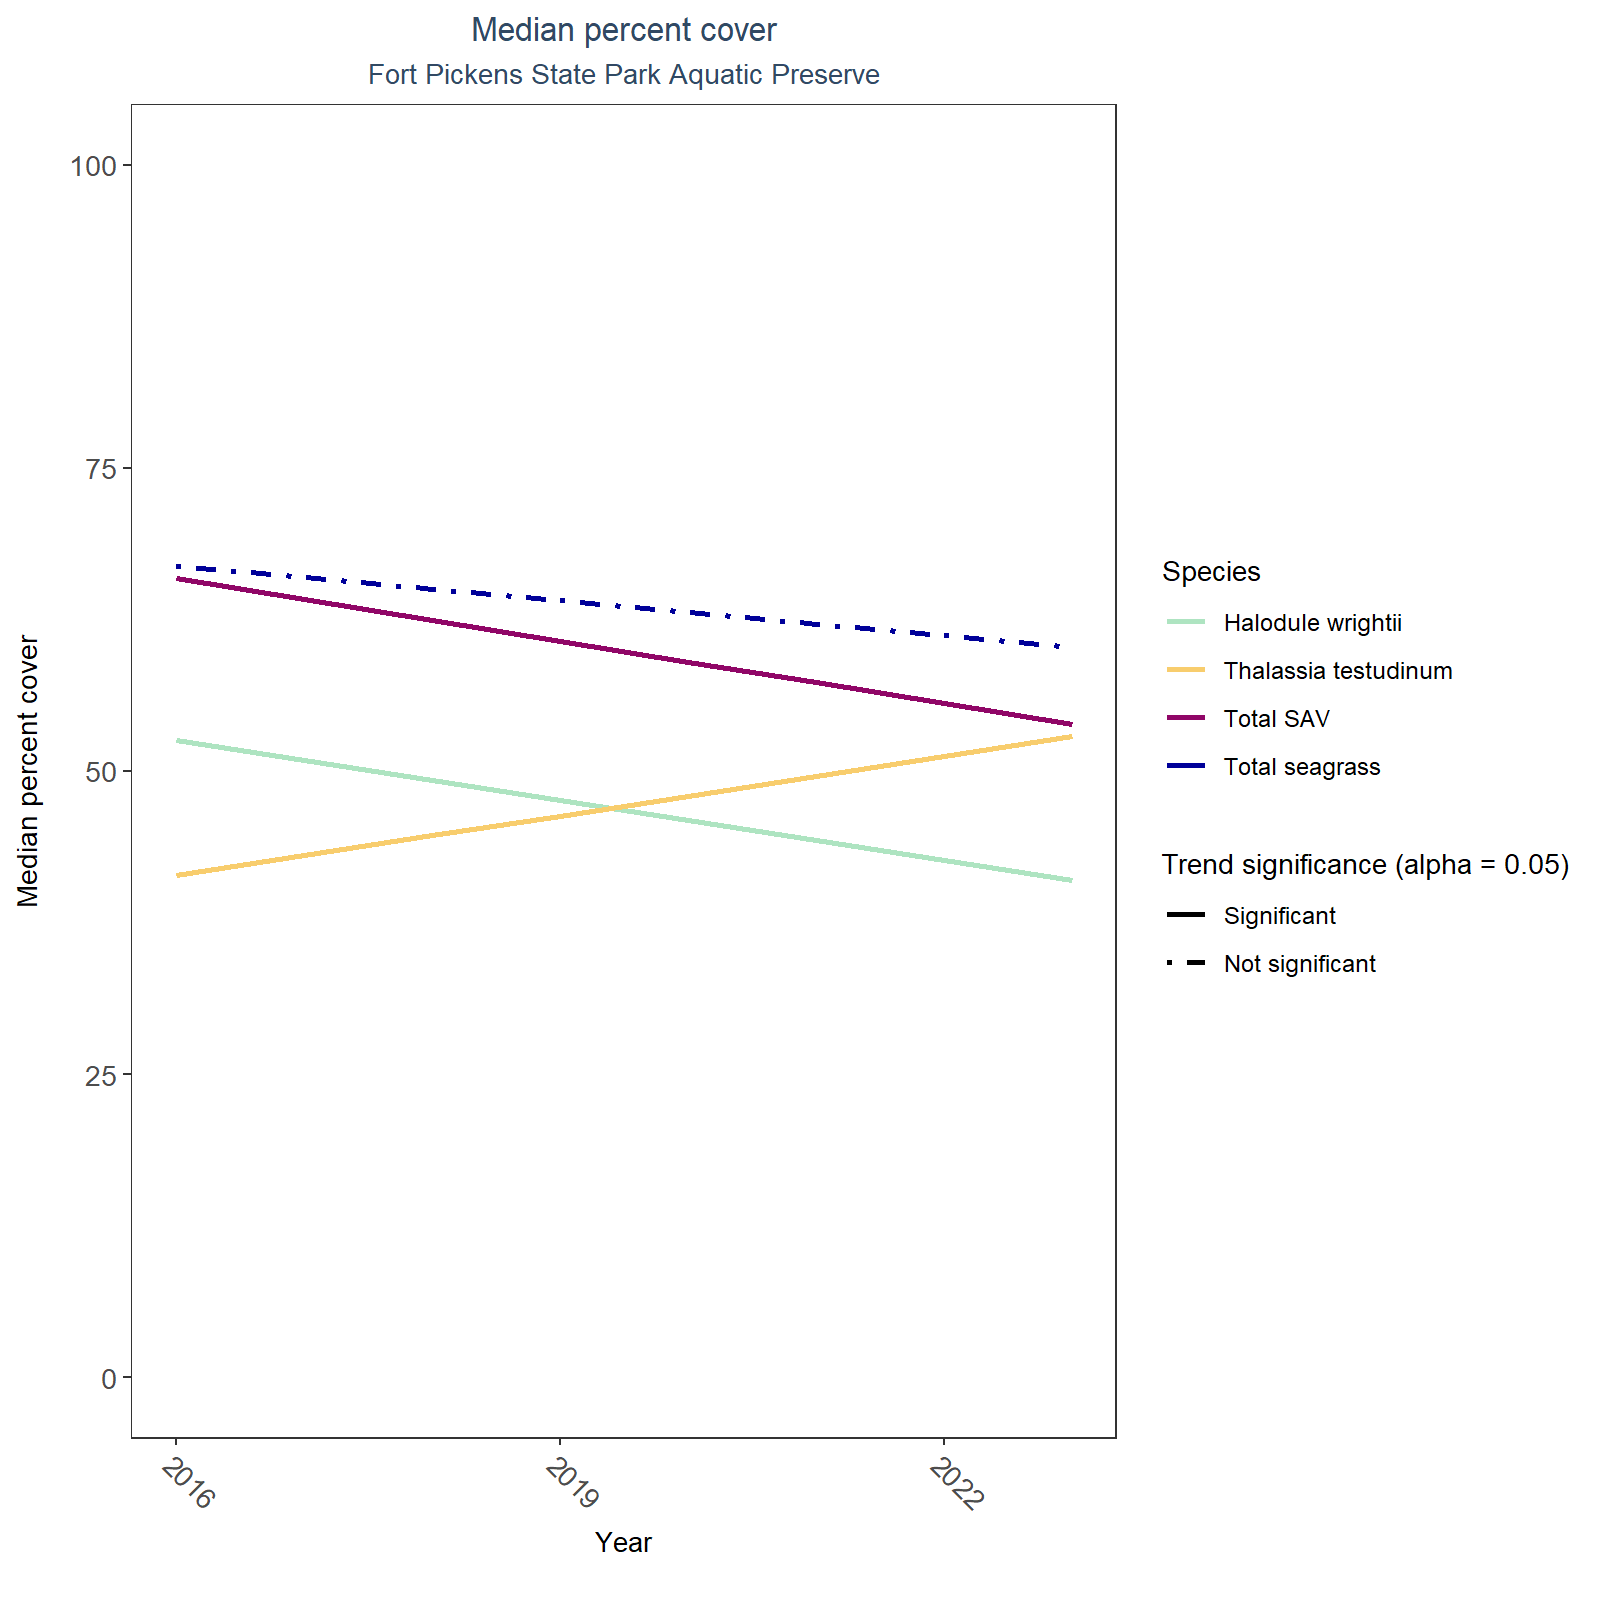 Median percent cover
Fort Pickens State Park Aquatic Preserve
Median percent cover
100
75
50
25
0
2016
2019
2022
Year
Species
Halodule wrightii
Thalassia testudinum
Total SAV
Total seagrass
Trend significance (alpha = 0.05)
Significant
Not significant